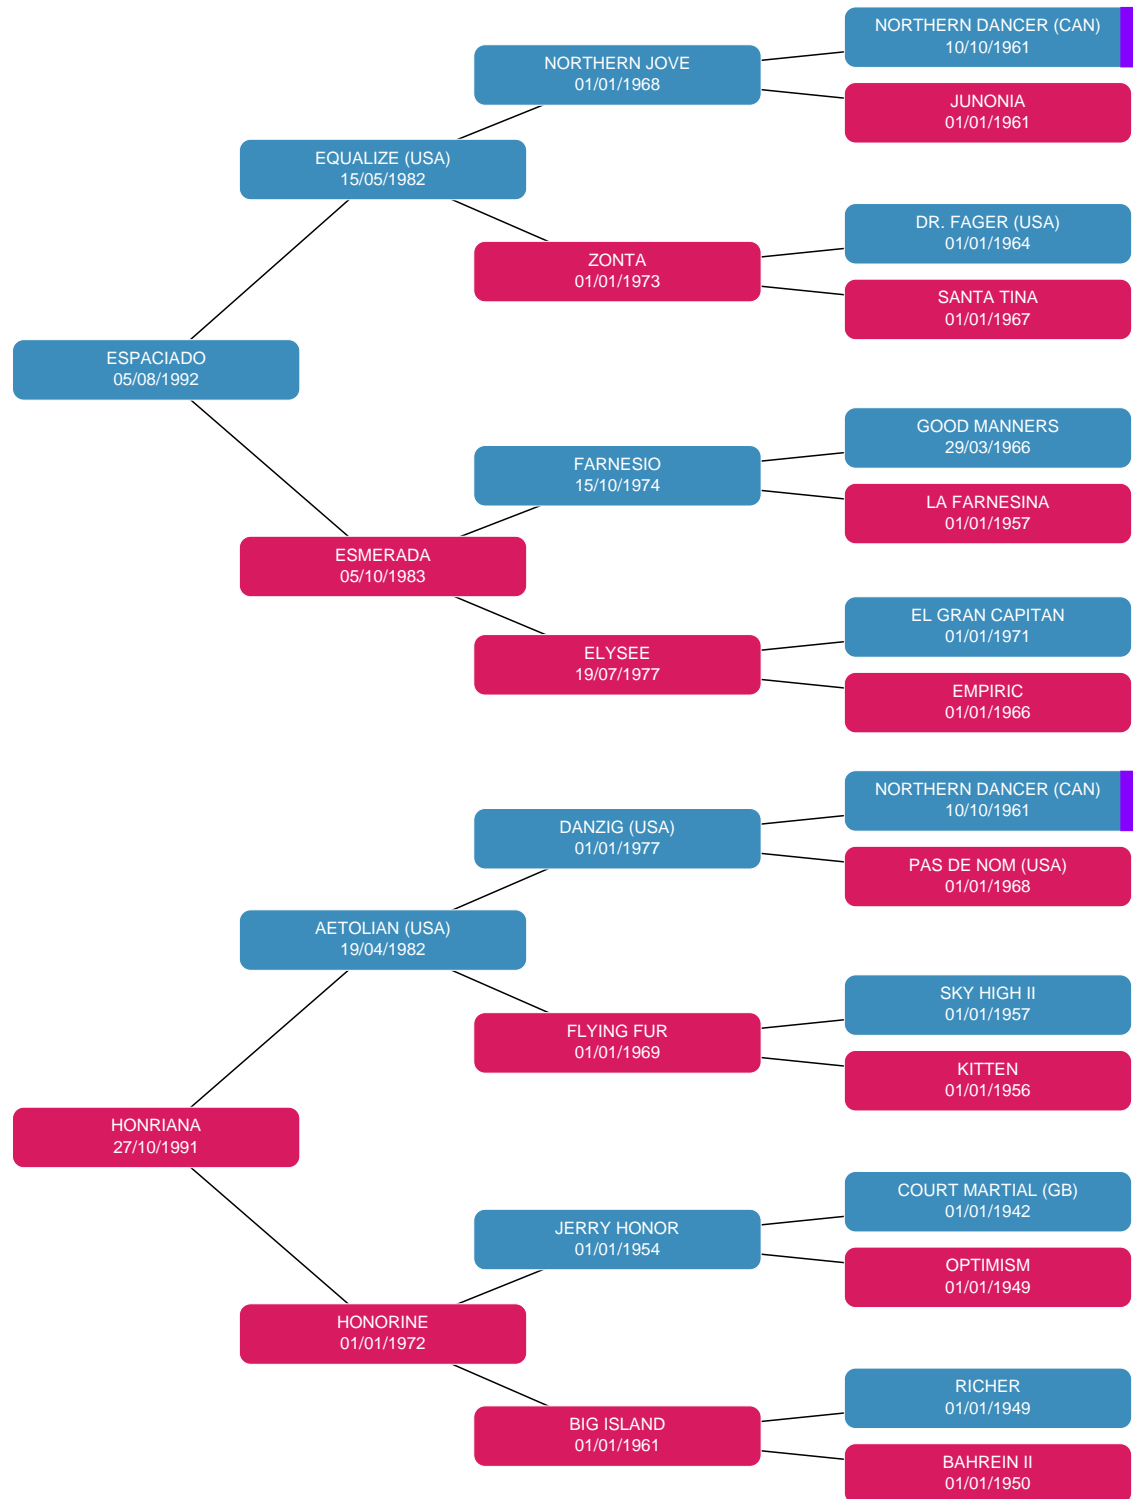 NORTHERN DANCER (CAN)
10/10/1961
NORTHERN JOVE
01/01/1968
JUNONIA
01/01/1961
EQUALIZE (USA)
15/05/1982
DR. FAGER (USA)
01/01/1964
ZONTA
01/01/1973
SANTA TINA
01/01/1967
ESPACIADO
05/08/1992
GOOD MANNERS
29/03/1966
FARNESIO
15/10/1974
LA FARNESINA
01/01/1957
ESMERADA
05/10/1983
EL GRAN CAPITAN
01/01/1971
ELYSEE
19/07/1977
EMPIRIC
01/01/1966
NORTHERN DANCER (CAN)
10/10/1961
DANZIG (USA)
01/01/1977
PAS DE NOM (USA)
01/01/1968
AETOLIAN (USA)
19/04/1982
SKY HIGH II
01/01/1957
FLYING FUR
01/01/1969
KITTEN
01/01/1956
HONRIANA
27/10/1991
COURT MARTIAL (GB)
01/01/1942
JERRY HONOR
01/01/1954
OPTIMISM
01/01/1949
HONORINE
01/01/1972
RICHER
01/01/1949
BIG ISLAND
01/01/1961
BAHREIN II
01/01/1950